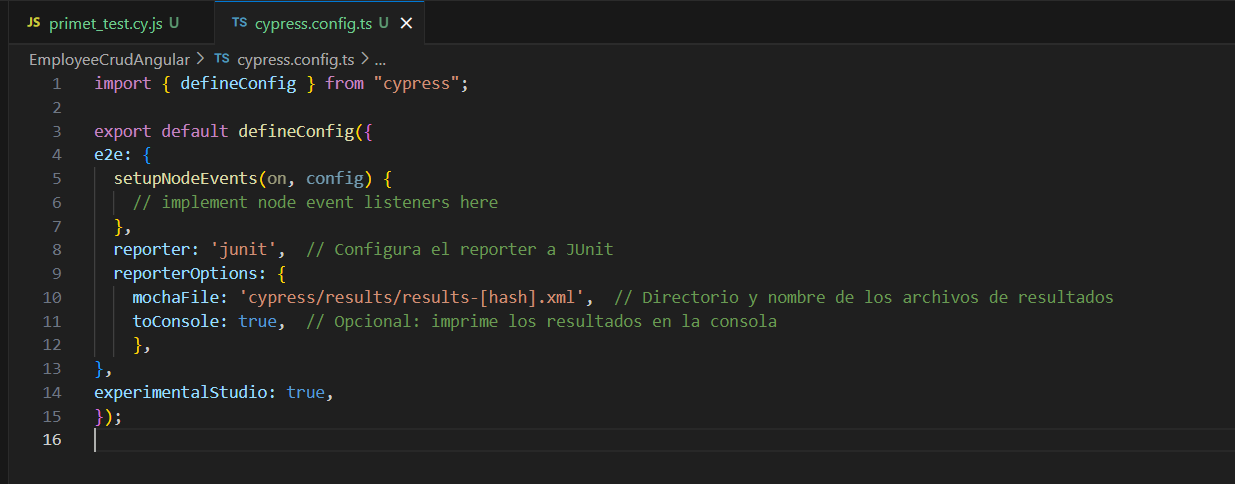 JS primet_test.cy.js U TS cypress.config.ts U ×
EmployeeCrudAngular > TS cypress.config.ts > ...
1 import { defineConfig } from "cypress";
2
3 export default defineConfig({
4 e2e: {
5 setupNodeEvents(on, config) {
6 // implement node event listeners here
7 },
8 reporter: 'junit', // Configura el reporter a JUnit
9 reporterOptions: {
10 mochaFile: 'cypress/results/results-[hash].xml', // Directorio y nombre de los archivos de resultados
11 toConsole: true, // Opcional: imprime los resultados en la consola
12 },
13 },
14 experimentalStudio: true,
15 });
16